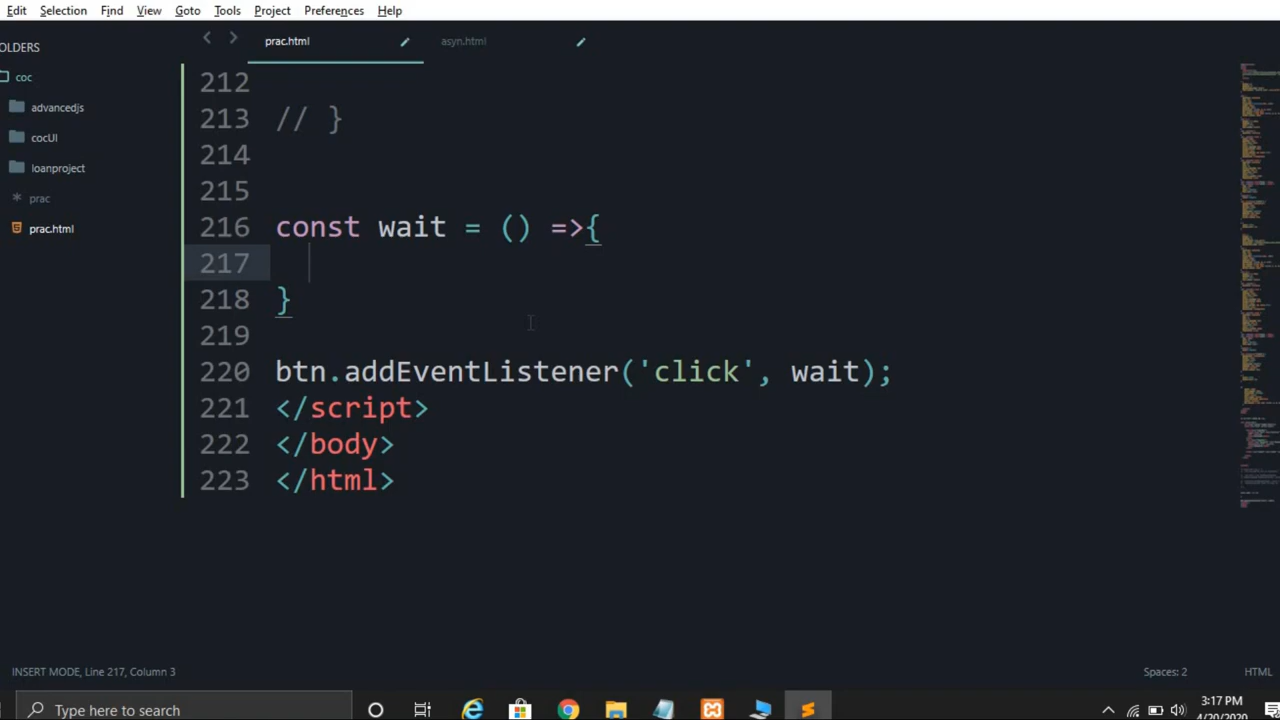 Edit Selection Find View Goto Tools Project Preferences Help
OLDERS
coc
advancedjs
cocUI
loanproject
prac
prac.html
prac.html asyn.html
212
213 // }
214
215
216 const wait = () =>{
217
218 }
219
220 btn.addEventListener('click', wait);
221 </script>
222 </body>
223 </html>
INSERT MODE, Line 217, Column 3 Spaces: 2 HTML
Type here to search
3:17 PM
4/20/2020